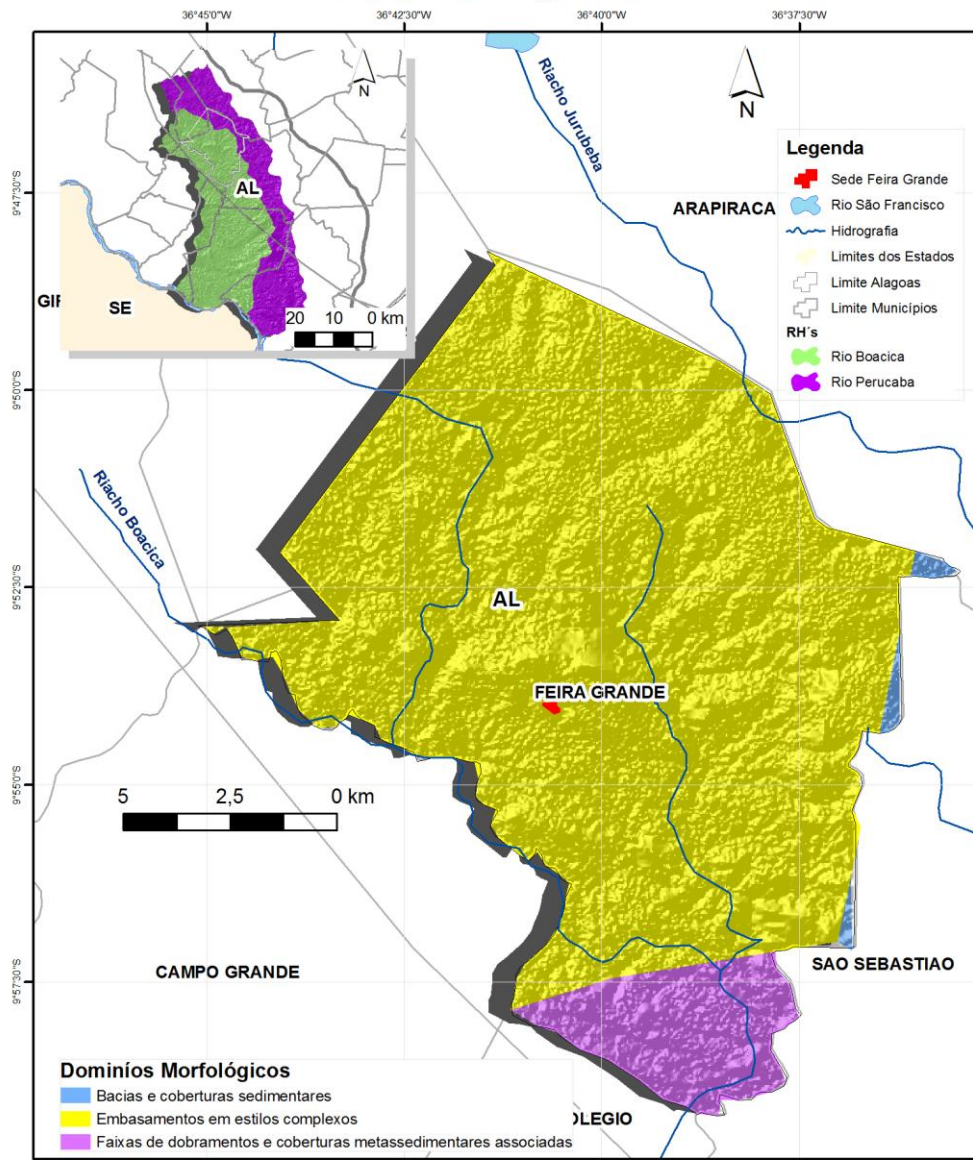 36°45'0"W
36°42'30"W
36°40'0"W
36°37'30"W
N
AL
SE
20 10 0 km
Riacho Jurubeba
N
ARAPIRACA
Legenda
Sede Feira Grande
Rio São Francisco
Hidrografia
Limites dos Estados
Limite Alagoas
Limite Municípios
RH´s
Rio Boacica
Rio Perucaba
9°47'30"S
9°50'0"S
9°52'30"S
9°55'0"S
9°57'30"S
Riacho Boacica
AL
FEIRA GRANDE
5 2,5 0 km
CAMPO GRANDE
SAO SEBASTIAO
OLEGIO
Domíníos Morfológicos
Bacias e coberturas sedimentares
Embasamentos em estilos complexos
Faixas de dobramentos e coberturas metassedimentares associadas